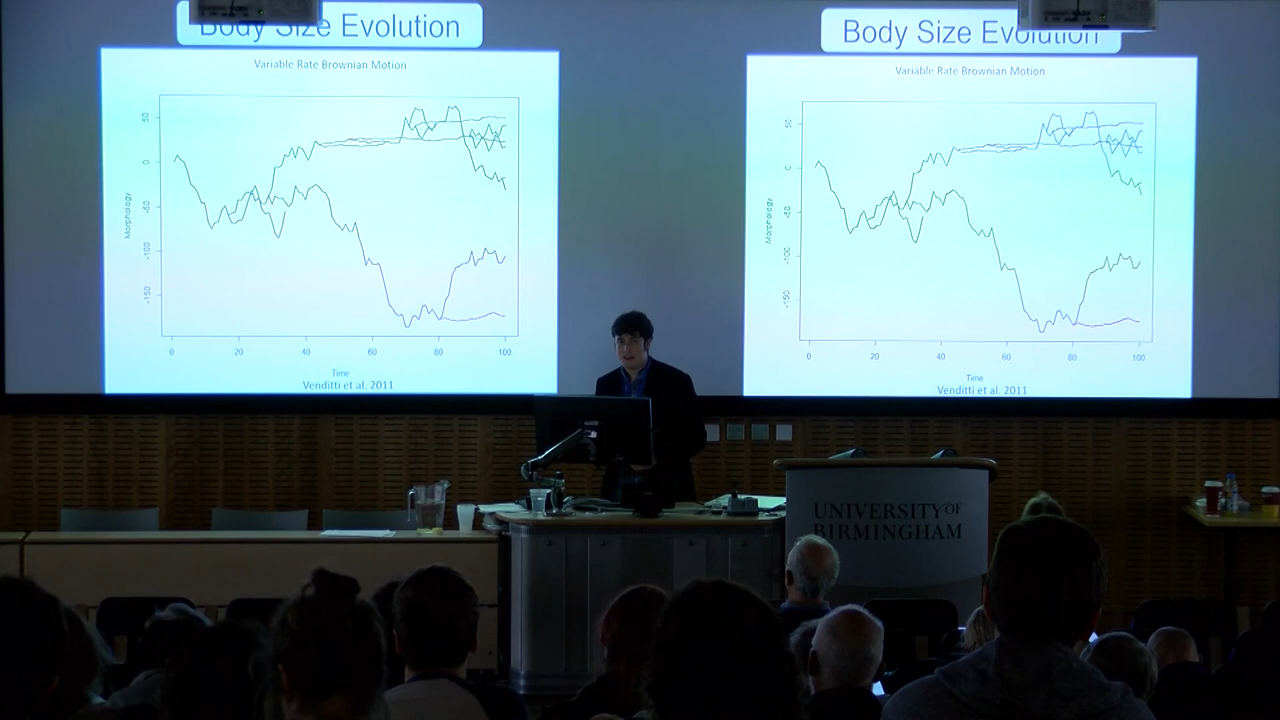 Body Size Evolution
Variable Rate Brownian Motion
50
0
-50
-100
-150
Morphology
0 20 40 60 80 100
Time
Venditti et al. 2011
Body Size Evolution
Variable Rate Brownian Motion
50
0
-50
-100
-150
Morphology
0 20 40 60 80 100
Time
Venditti et al. 2011
UNIVERSITY OF
BIRMINGHAM